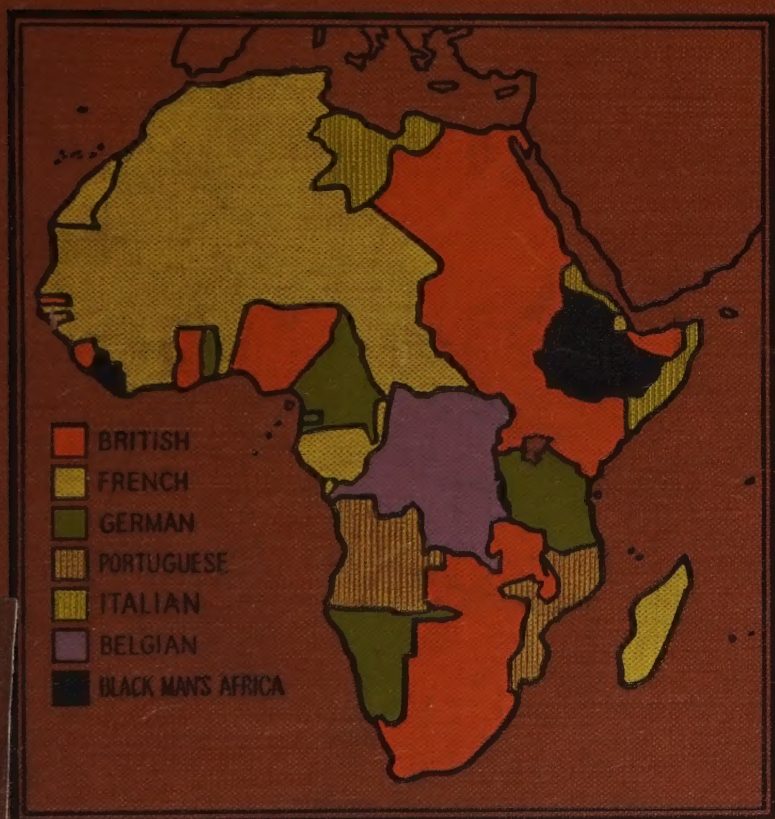 BRITISH
FRENCH
GERMAN
PORTUGUESE
ITALIAN
BELGIAN
BLACK MAN'S AFRICA